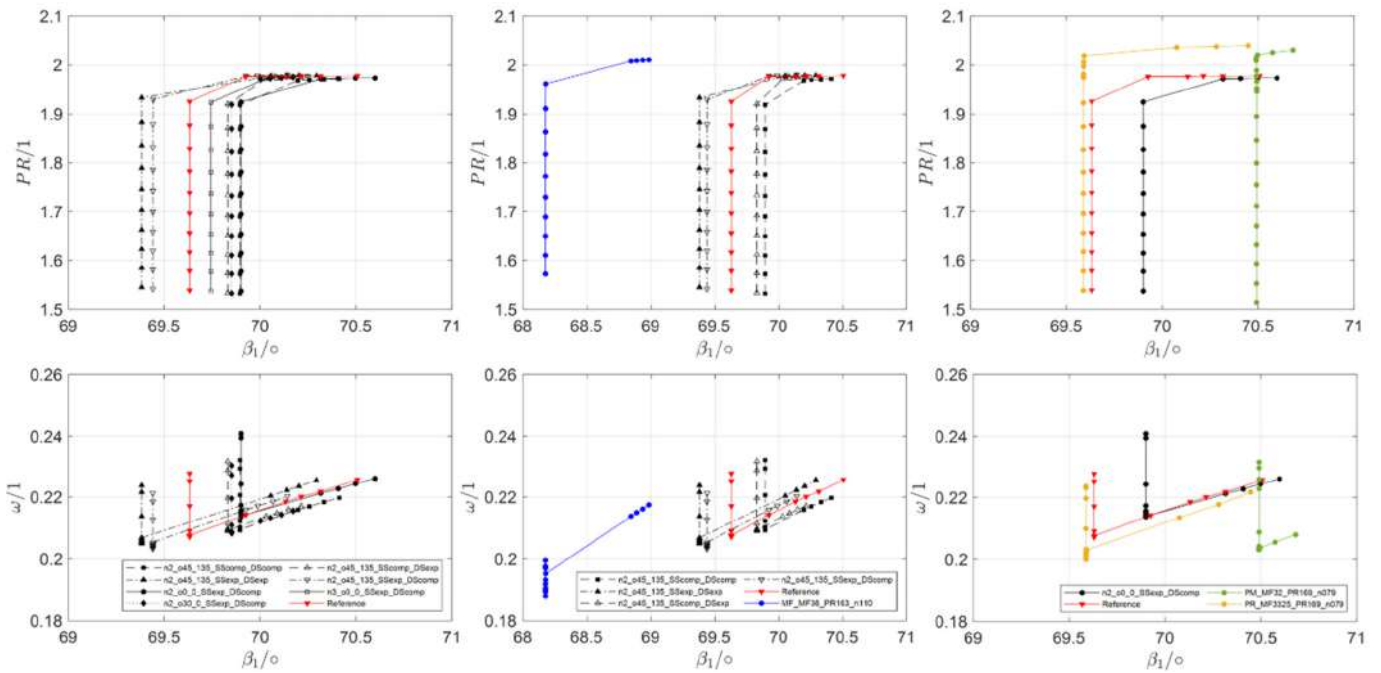 2.1
2
1.9
1.8
1.7
1.6
1.5
PR/1
69 69.5 70 70.5 71
β₁/○
2.1
2
1.9
1.8
1.7
1.6
1.5
PR/1
68 68.5 69 69.5 70 70.5 71
β₁/○
2.1
2
1.9
1.8
1.7
1.6
1.5
PR/1
69 69.5 70 70.5 71
β₁/○
0.26
0.24
0.22
0.2
0.18
ω/1
n2_o45_135_SScomp_DScomp n2_o45_135_SScomp_DSexp
n2_o45_135_SSexp_DSexp n2_o45_135_SSexp_DScomp
n2_o0_0_SSexp_DScomp n3_o0_0_SSexp_DScomp
n2_o30_0_SSexp_DScomp Reference
69 69.5 70 70.5 71
β₁/○
0.26
0.24
0.22
0.2
0.18
ω/1
n2_o45_135_SScomp_DScomp n2_o45_135_SSexp_DScomp
n2_o45_135_SSexp_DSexp Reference
n2_o45_135_SScomp_DSexp MF_MF36_PR163_n110
68 68.5 69 69.5 70 70.5 71
β₁/○
0.26
0.24
0.22
0.2
0.18
ω/1
n2_o0_0_SSexp_DScomp PM_MF32_PR169_n079
Reference PR_MF3325_PR169_n079
69 69.5 70 70.5 71
β₁/○